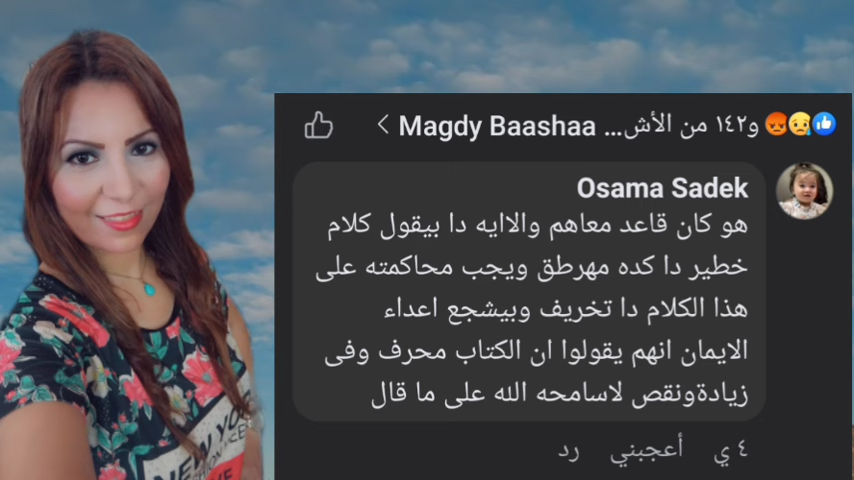 Magdy Baashaa و١٤٢ من الأش...
Osama Sadek
هو كان قاعد معاهم والاايه دا بيقول كلام
خطير دا كده مهرطق ويجب محاكمته على
هذا الكلام دا تخريف وبيشجع اعداء
الايمان انهم يقولوا ان الكتاب محرف وفى
زيادةونقص لاسامحه الله على ما قال
٤ ي أعجبني رد
NEW YO